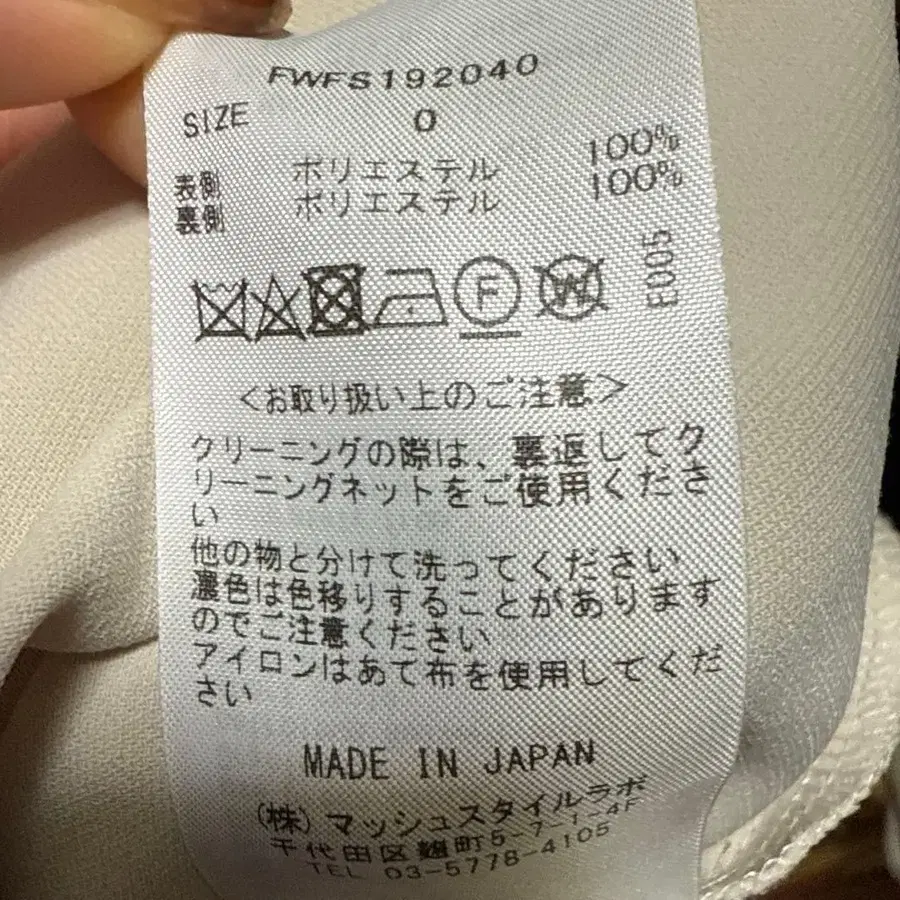 FWFS192040
SIZE 0
表側 ポリエステル 100%
裏側 ポリエステル 100%
F W E005
<お取り扱い上のご注意>
クリーニングの際は、裏返してク
リーニングネットをご使用くださ
い
他の物と分けて洗ってください
濃色は色移りすることがあります
のでご注意ください
アイロンはあて布を使用してくだ
さい
MADE IN JAPAN
(株)マッシュスタイルラボ
千代田区麹町5-7-1-4F
TEL 03-5778-4105